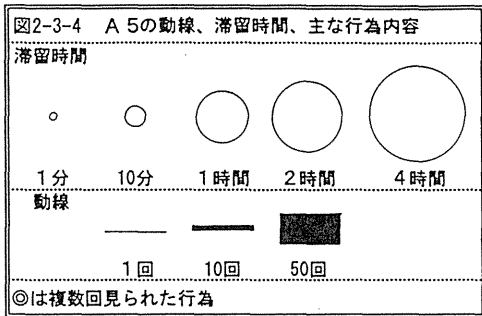 図2-3-4　A5の動線、滞留時間、主な行為内容
滞留時間
1分　10分　1時間　2時間　4時間
動線
1回　10回　50回
◎は複数回見られた行為